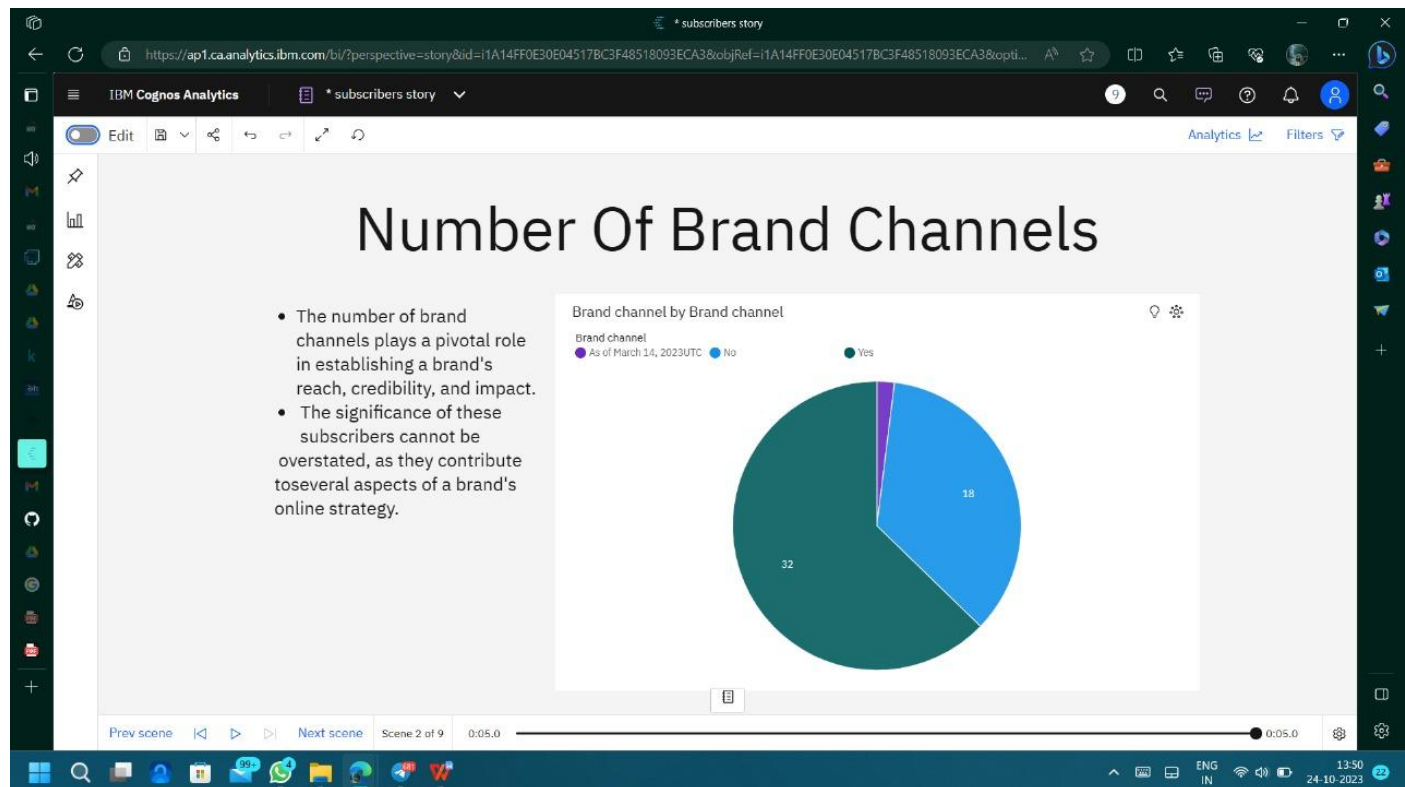 * subscribers story
https://ap1.ca.analytics.ibm.com/bi/?perspective=story&id=i1A14FF0E30E04517BC3F48518093ECA3&objRef=i1A14FF0E30E04517BC3F48518093ECA3&opti...
IBM Cognos Analytics
* subscribers story
9
Edit
Analytics
Filters
Number Of Brand Channels
• The number of brand
channels plays a pivotal role
in establishing a brand's
reach, credibility, and impact.
• The significance of these
subscribers cannot be
overstated, as they contribute
toseveral aspects of a brand's
online strategy.
Brand channel by Brand channel
Brand channel
As of March 14, 2023UTC
No
Yes
18
32
Prev scene
Next scene
Scene 2 of 9
0:05.0
0:05.0
99+
4
ENG
IN
13:50
24-10-2023
22